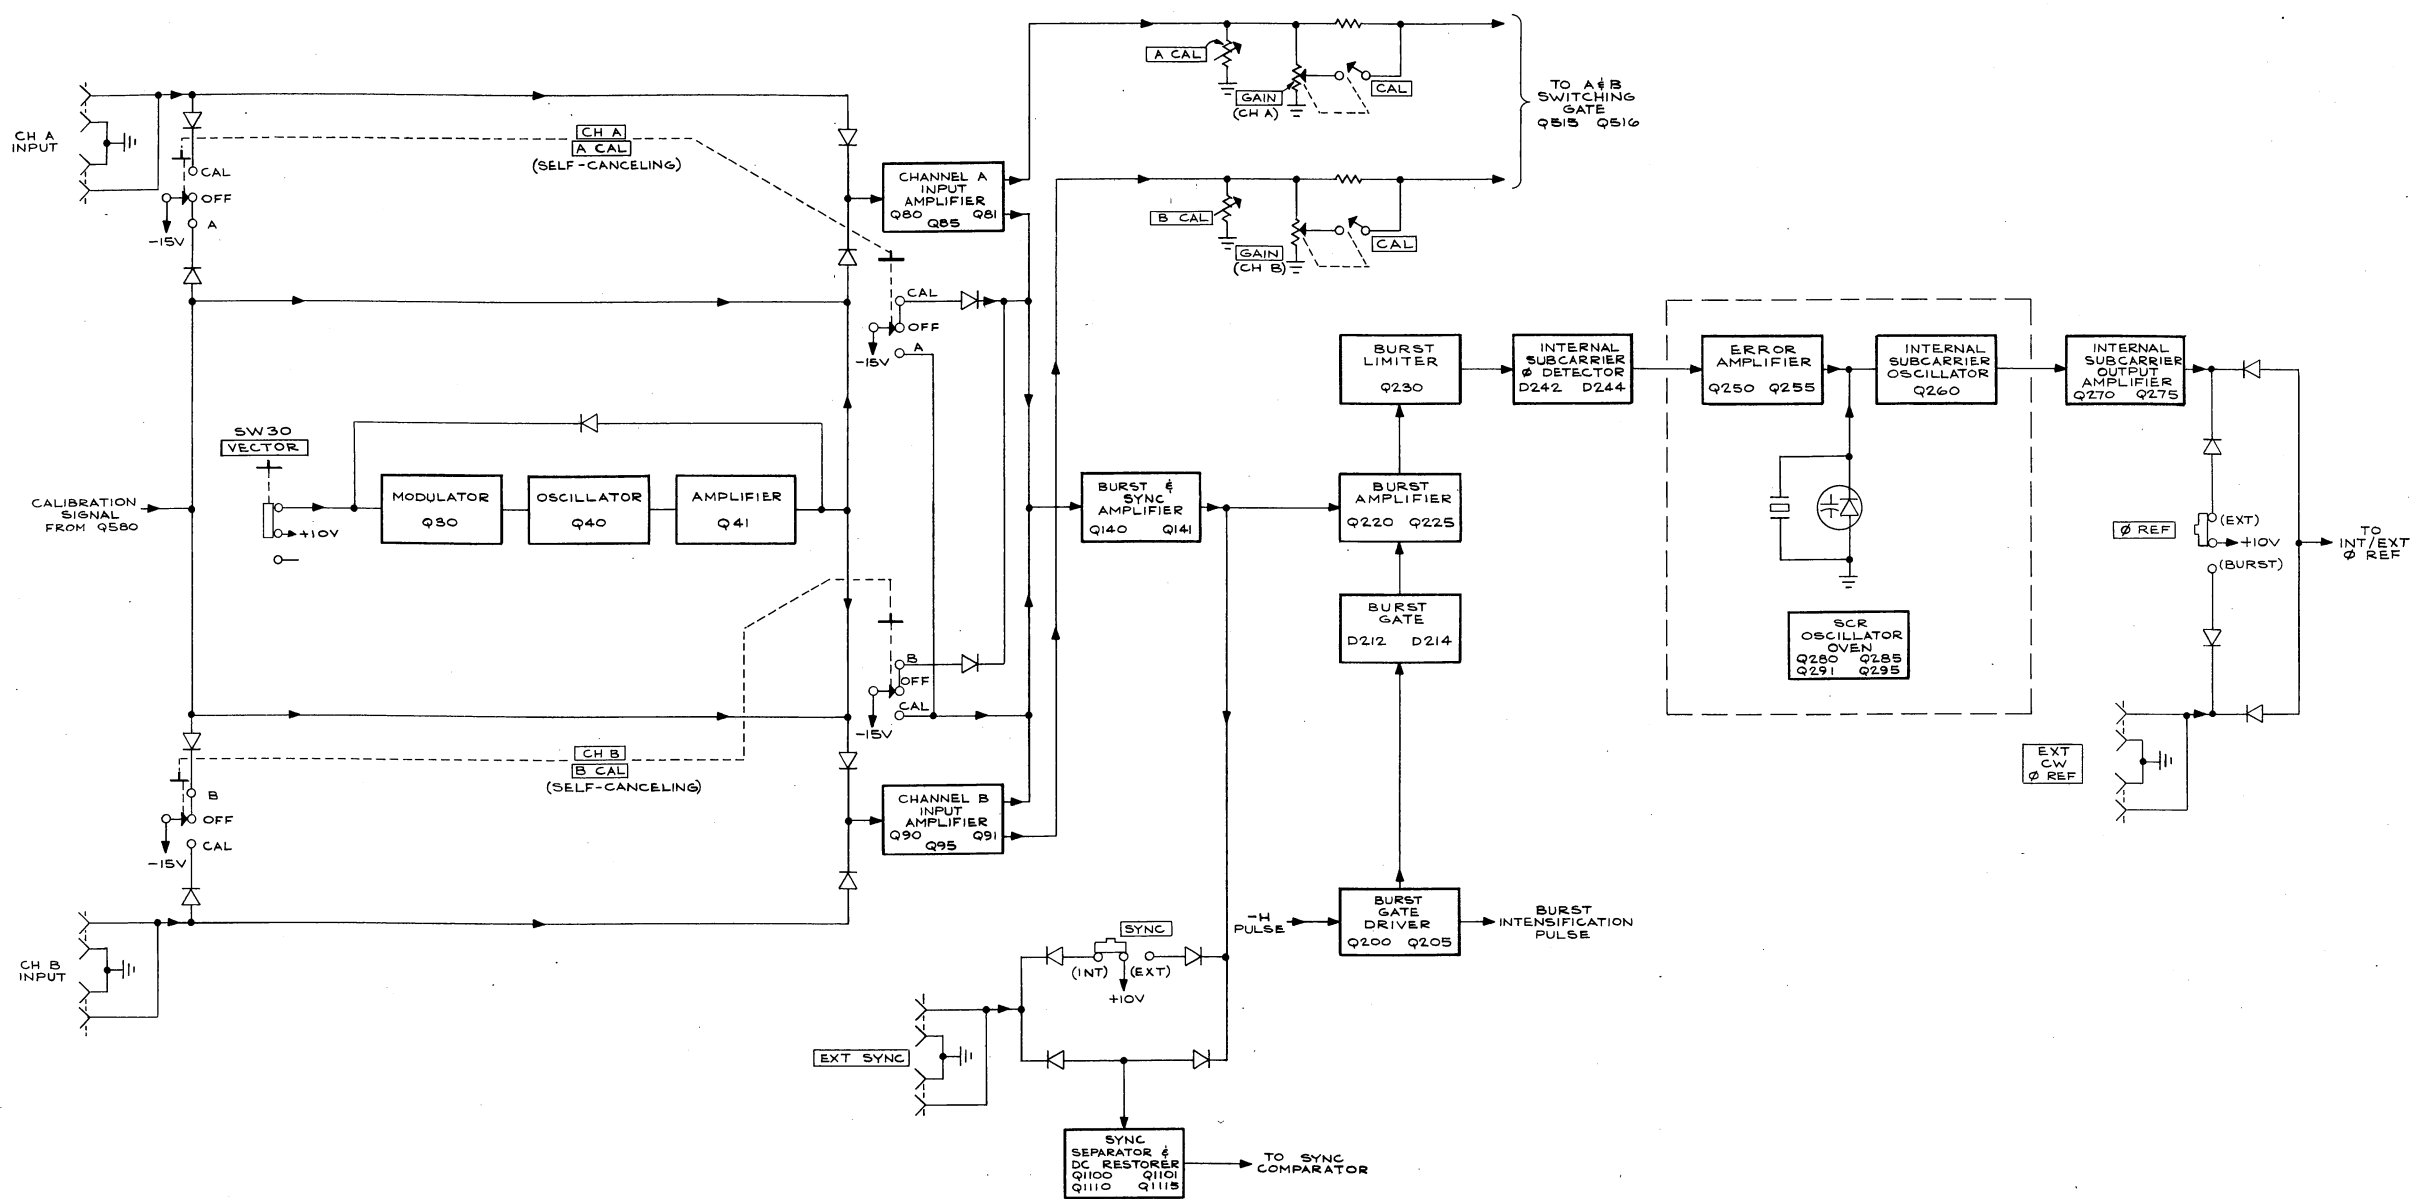 CH A
INPUT
CAL
OFF
A
-15V
CH A
A CAL
(SELF-CANCELING)
CHANNEL A
INPUT
AMPLIFIER
Q80 Q81
Q85
A CAL
GAIN
(CH A)
CAL
TO A & B
SWITCHING
GATE
Q515 Q516
B CAL
GAIN
(CH B)
CAL
CAL
OFF
A
-15V
SW30
VECTOR
+10V
CALIBRATION
SIGNAL
FROM Q580
MODULATOR
Q30
OSCILLATOR
Q40
AMPLIFIER
Q41
BURST &
SYNC
AMPLIFIER
Q140 Q141
BURST
LIMITER
Q230
INTERNAL
SUBCARRIER
Ø DETECTOR
D242 D244
ERROR
AMPLIFIER
Q250 Q255
INTERNAL
SUBCARRIER
OSCILLATOR
Q260
INTERNAL
SUBCARRIER
OUTPUT
AMPLIFIER
Q270 Q275
BURST
AMPLIFIER
Q220 Q225
BURST
GATE
D212 D214
SCR
OSCILLATOR
OVEN
Q280 Q285
Q291 Q295
Ø REF
(EXT)
+10V
(BURST)
TO
INT/EXT
Ø REF
B
OFF
CAL
-15V
CH B
B CAL
(SELF-CANCELING)
B
OFF
CAL
-15V
CHANNEL B
INPUT
AMPLIFIER
Q90 Q91
Q95
EXT
CW
Ø REF
CH B
INPUT
-H
PULSE
BURST
GATE
DRIVER
Q200 Q205
BURST
INTENSIFICATION
PULSE
SYNC
(INT) (EXT)
+10V
EXT SYNC
SYNC
SEPARATOR &
DC RESTORER
Q1100 Q1101
Q1110 Q1115
TO SYNC
COMPARATOR